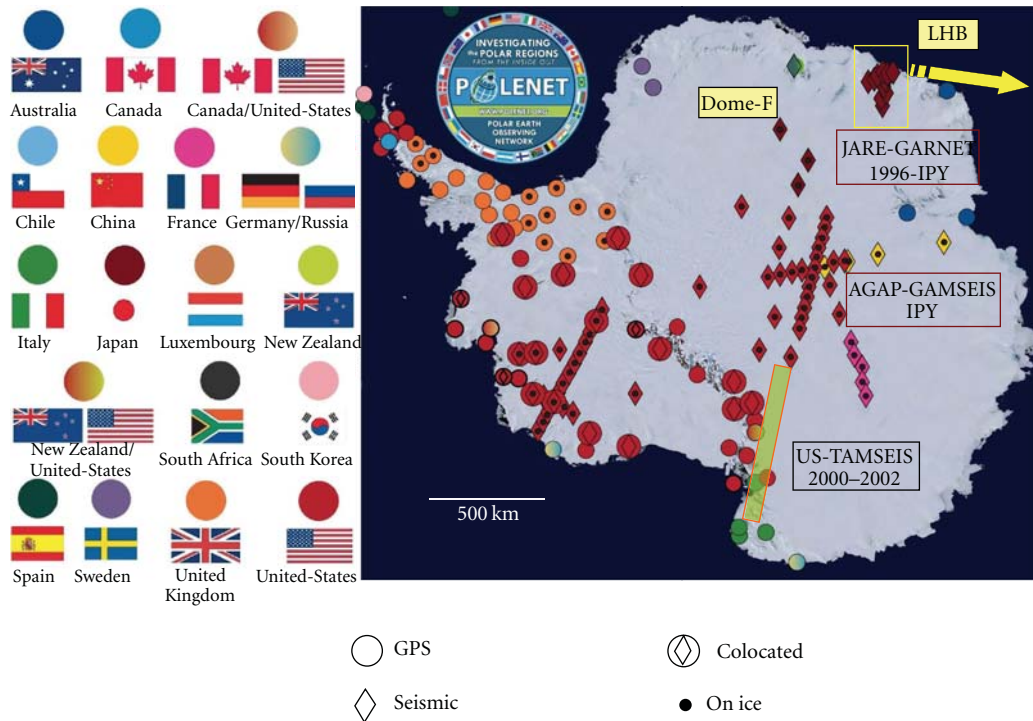 Australia
Canada
Canada/United-States
Chile
China
France
Germany/Russia
Italy
Japan
Luxembourg
New Zealand
New Zealand/
United-States
South Africa
South Korea
Spain
Sweden
United
Kingdom
United-States
INVESTIGATING
the POLAR REGIONS
FROM THE INSIDE OUT
POLENET
WWW.POLENET.ORG
POLAR EARTH
OBSERVING
NETWORK
LHB
Dome-F
JARE-GARNET
1996-IPY
AGAP-GAMSEIS
IPY
US-TAMSEIS
2000–2002
500 km
GPS
Colocated
Seismic
On ice